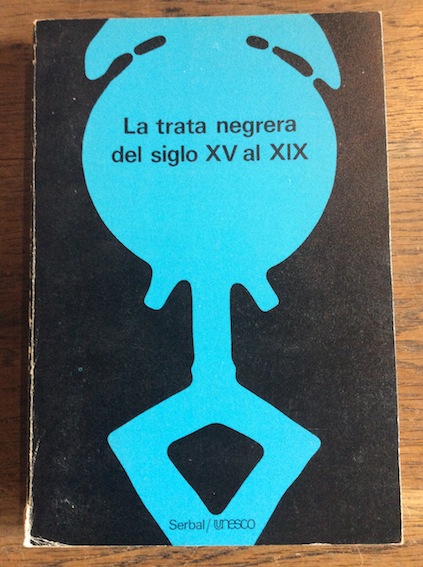 La trata negrera
del siglo XV al XIX
Serbal/unesco